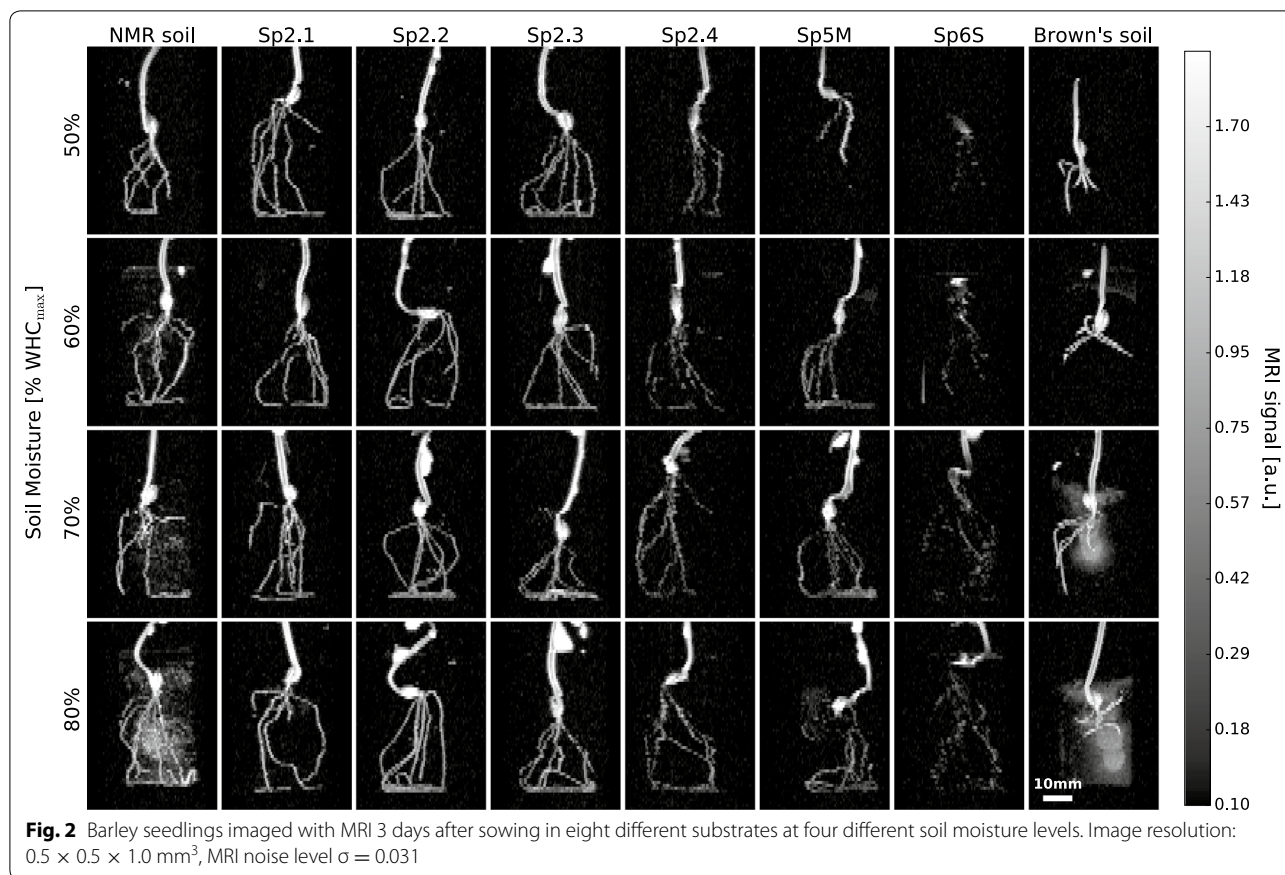 NMR soil Sp2.1 Sp2.2 Sp2.3 Sp2.4 Sp5M Sp6S Brown's soil
Soil Moisture [% WHCmax]
50%
60%
70%
80%
10mm
MRI signal [a.u.]
1.70
1.43
1.18
0.95
0.75
0.57
0.42
0.29
0.18
0.10
Fig. 2 Barley seedlings imaged with MRI 3 days after sowing in eight different substrates at four different soil moisture levels. Image resolution:
0.5 × 0.5 × 1.0 mm³, MRI noise level σ = 0.031